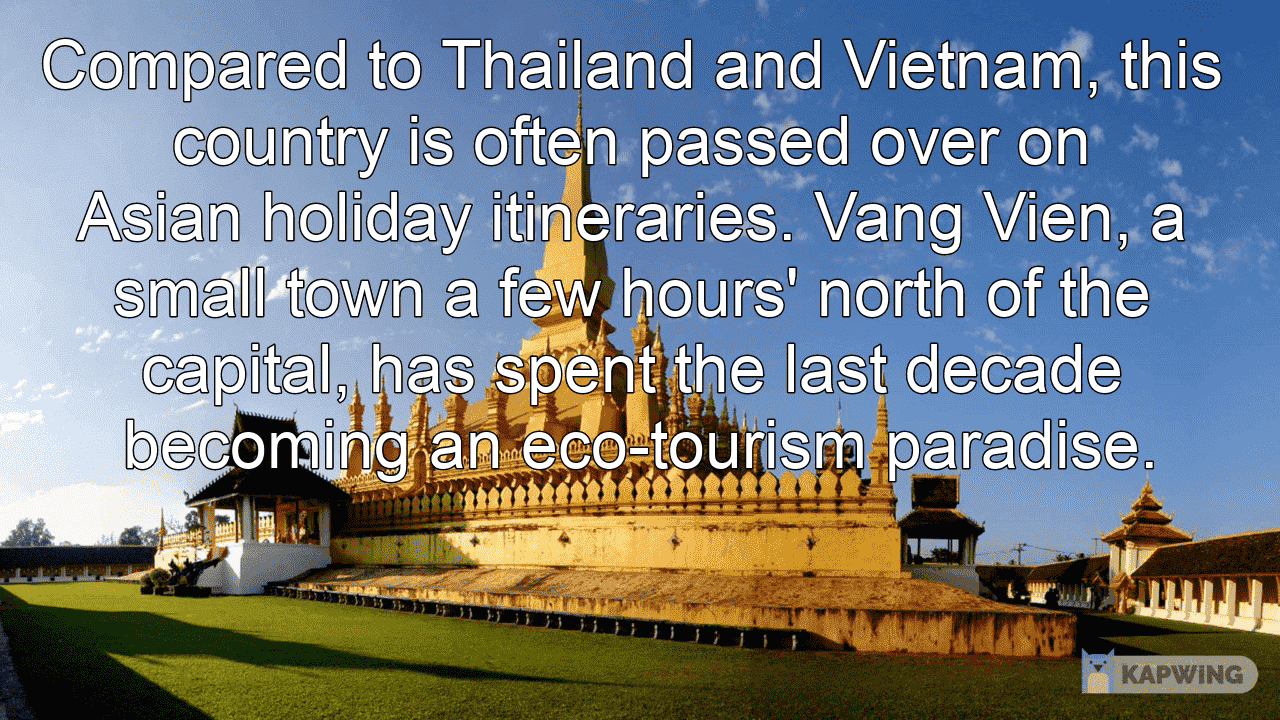 Compared to Thailand and Vietnam, this
country is often passed over on
Asian holiday itineraries. Vang Vien, a
small town a few hours' north of the
capital, has spent the last decade
becoming an eco-tourism paradise.
KAPWING